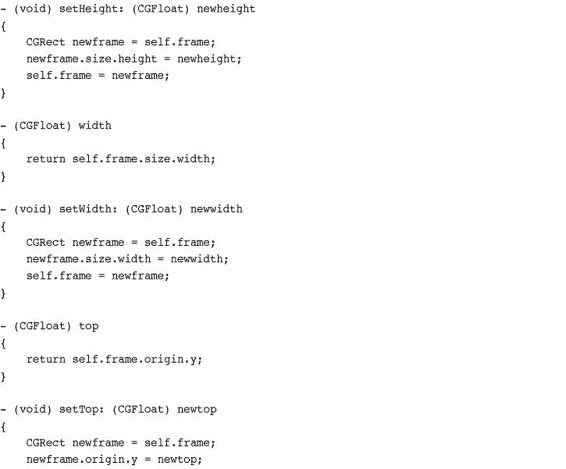 - (void) setHeight: (CGFloat) newheight
{
    CGRect newframe = self.frame;
    newframe.size.height = newheight;
    self.frame = newframe;
}

- (CGFloat) width
{
    return self.frame.size.width;
}

- (void) setWidth: (CGFloat) newwidth
{
    CGRect newframe = self.frame;
    newframe.size.width = newwidth;
    self.frame = newframe;
}

- (CGFloat) top
{
    return self.frame.origin.y;
}

- (void) setTop: (CGFloat) newtop
{
    CGRect newframe = self.frame;
    newframe.origin.y = newtop;